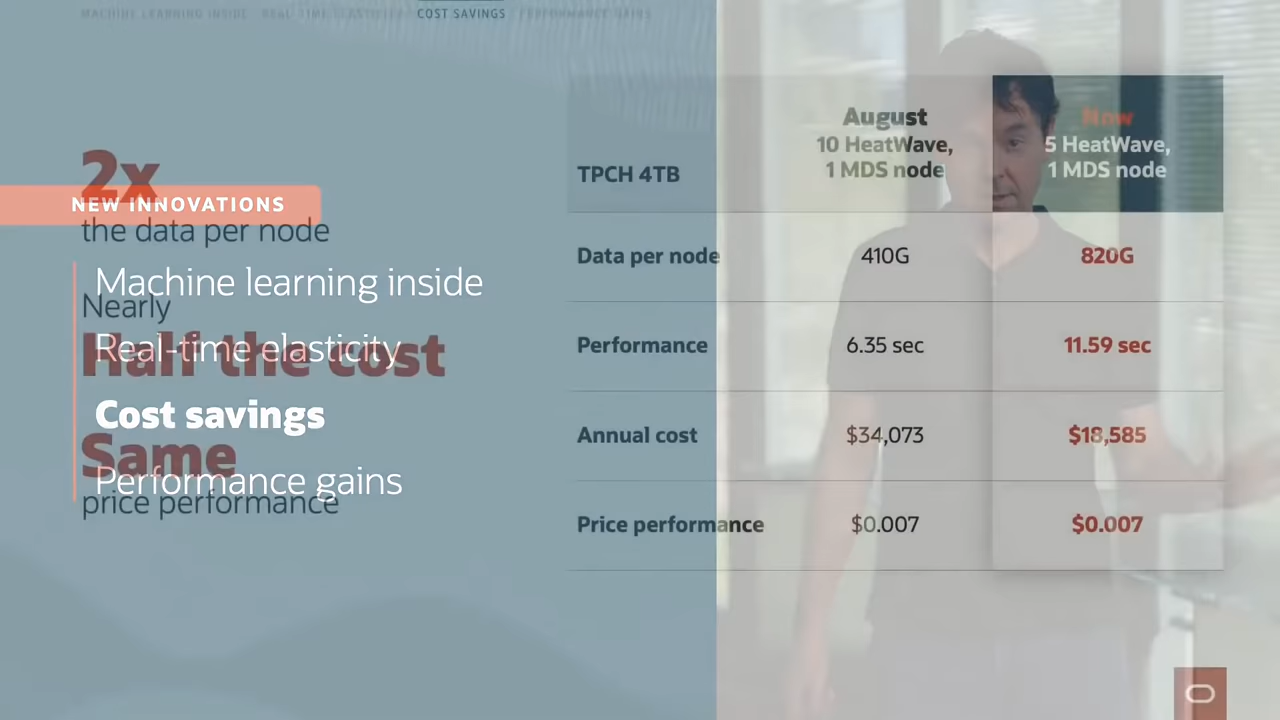 MACHINE LEARNING INSIDE REAL-TIME ELASTICITY COST SAVINGS PERFORMANCE GAINS
2x
the data per node
Nearly
Half the cost
Same
price performance
NEW INNOVATIONS
Machine learning inside
Real-time elasticity
Cost savings
Performance gains
TPCH 4TB
August
10 HeatWave,
1 MDS node
Now
5 HeatWave,
1 MDS node
Data per node 410G 820G
Performance 6.35 sec 11.59 sec
Annual cost $34,073 $18,585
Price performance $0.007 $0.007